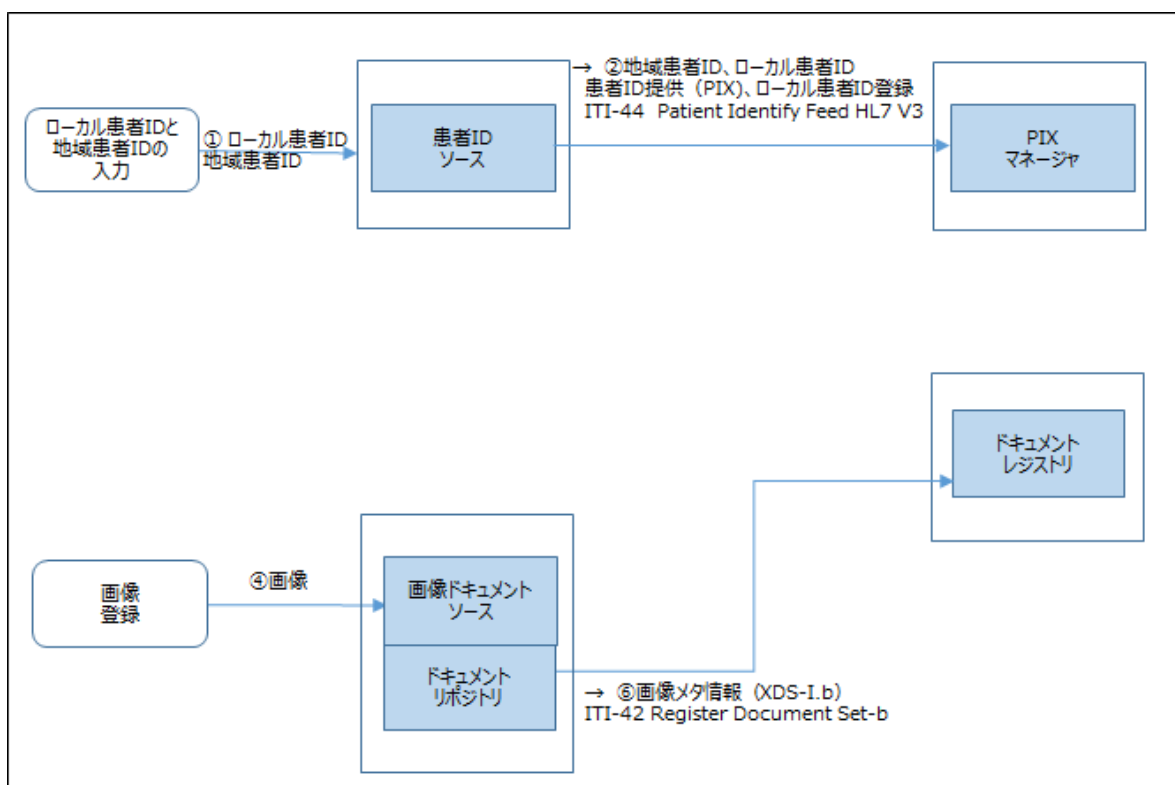 → ②地域患者ID、ローカル患者ID
患者ID提供（PIX)、ローカル患者ID登録
ITI-44 Patient Identify Feed HL7 V3
ローカル患者IDと
地域患者IDの
入力
① ローカル患者ID
地域患者ID
患者ID
ソース
PIX
マネージャ
ドキュメント
レジストリ
画像
登録
④画像
画像ドキュメント
ソース
ドキュメント
リポジトリ
→ ⑥画像メタ情報（XDS-I.b）
ITI-42 Register Document Set-b